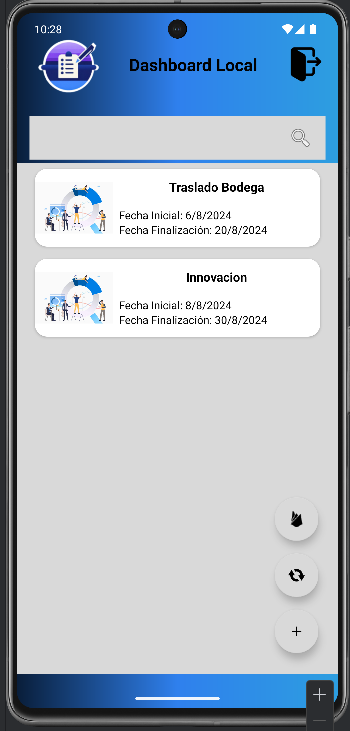 10:28
Dashboard Local
Traslado Bodega
Fecha Inicial: 6/8/2024
Fecha Finalización: 20/8/2024
Innovacion
Fecha Inicial: 8/8/2024
Fecha Finalización: 30/8/2024